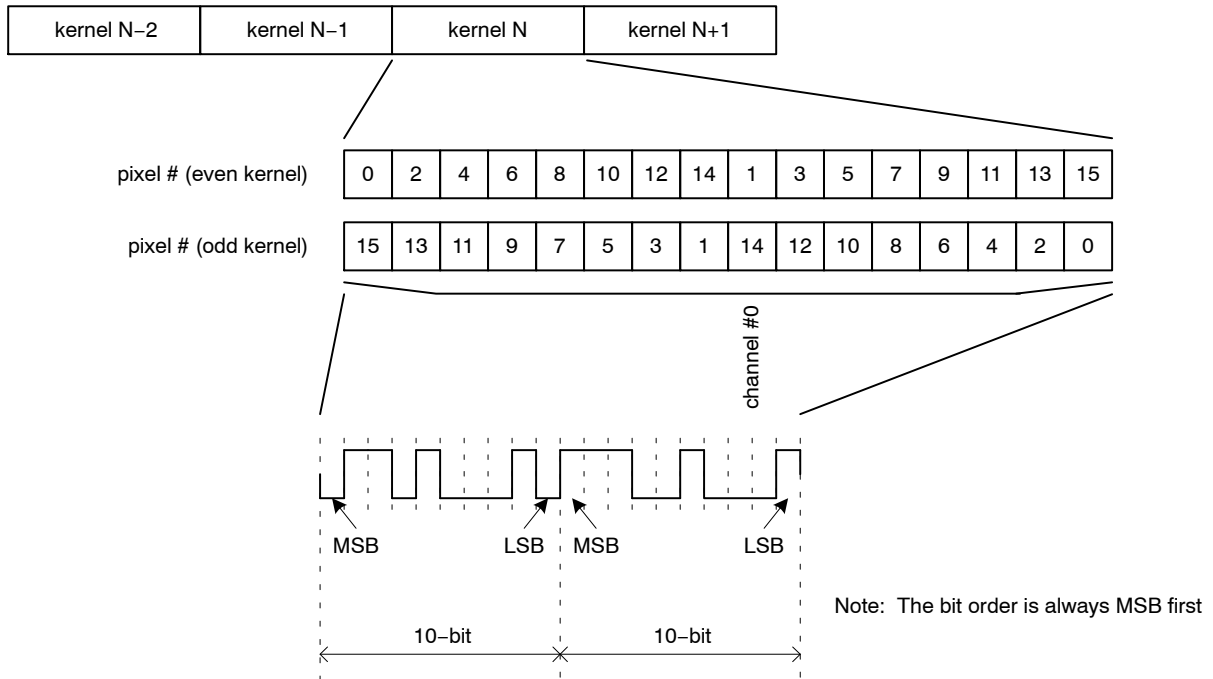 kernel N−2 kernel N−1 kernel N kernel N+1
pixel # (even kernel) 0 2 4 6 8 10 12 14 1 3 5 7 9 11 13 15
pixel # (odd kernel) 15 13 11 9 7 5 3 1 14 12 10 8 6 4 2 0
channel #0
MSB LSB MSB LSB
Note: The bit order is always MSB first
10−bit 10−bit